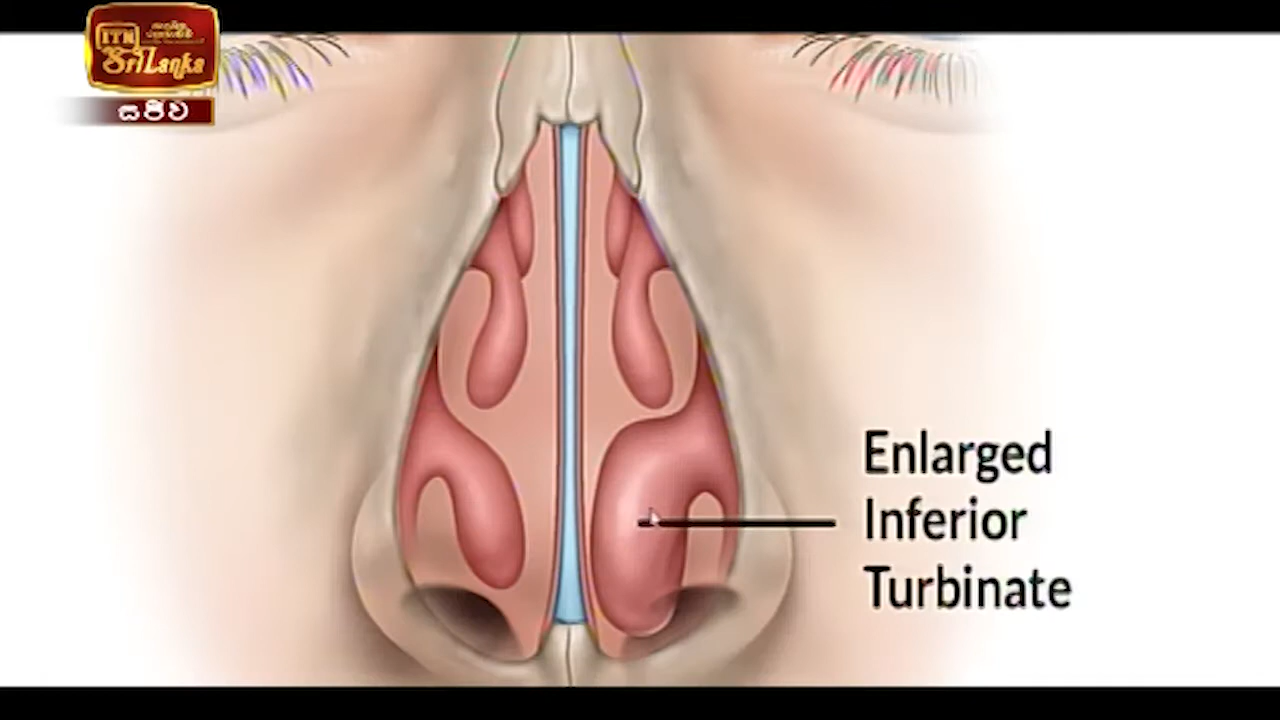 ITN
Sri Lanka
සජීව
Enlarged
Inferior
Turbinate